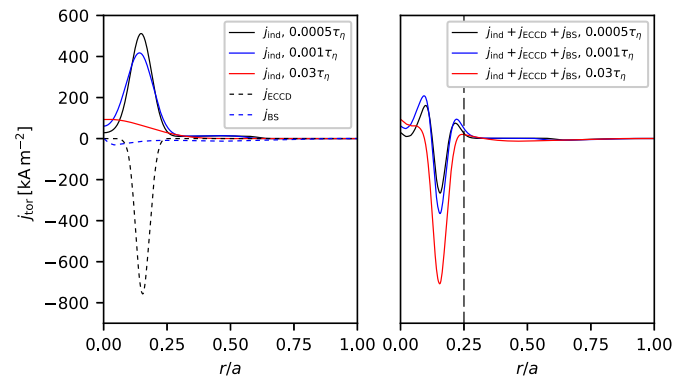 600
400
200
0
−200
−400
−600
−800
j_tor [kA m⁻²]
j_ind, 0.0005τ_η
j_ind, 0.001τ_η
j_ind, 0.03τ_η
j_ECCD
j_BS
0.00
0.25
0.50
0.75
1.00
r/a
j_ind + j_ECCD + j_BS, 0.0005τ_η
j_ind + j_ECCD + j_BS, 0.001τ_η
j_ind + j_ECCD + j_BS, 0.03τ_η
0.00
0.25
0.50
0.75
1.00
r/a